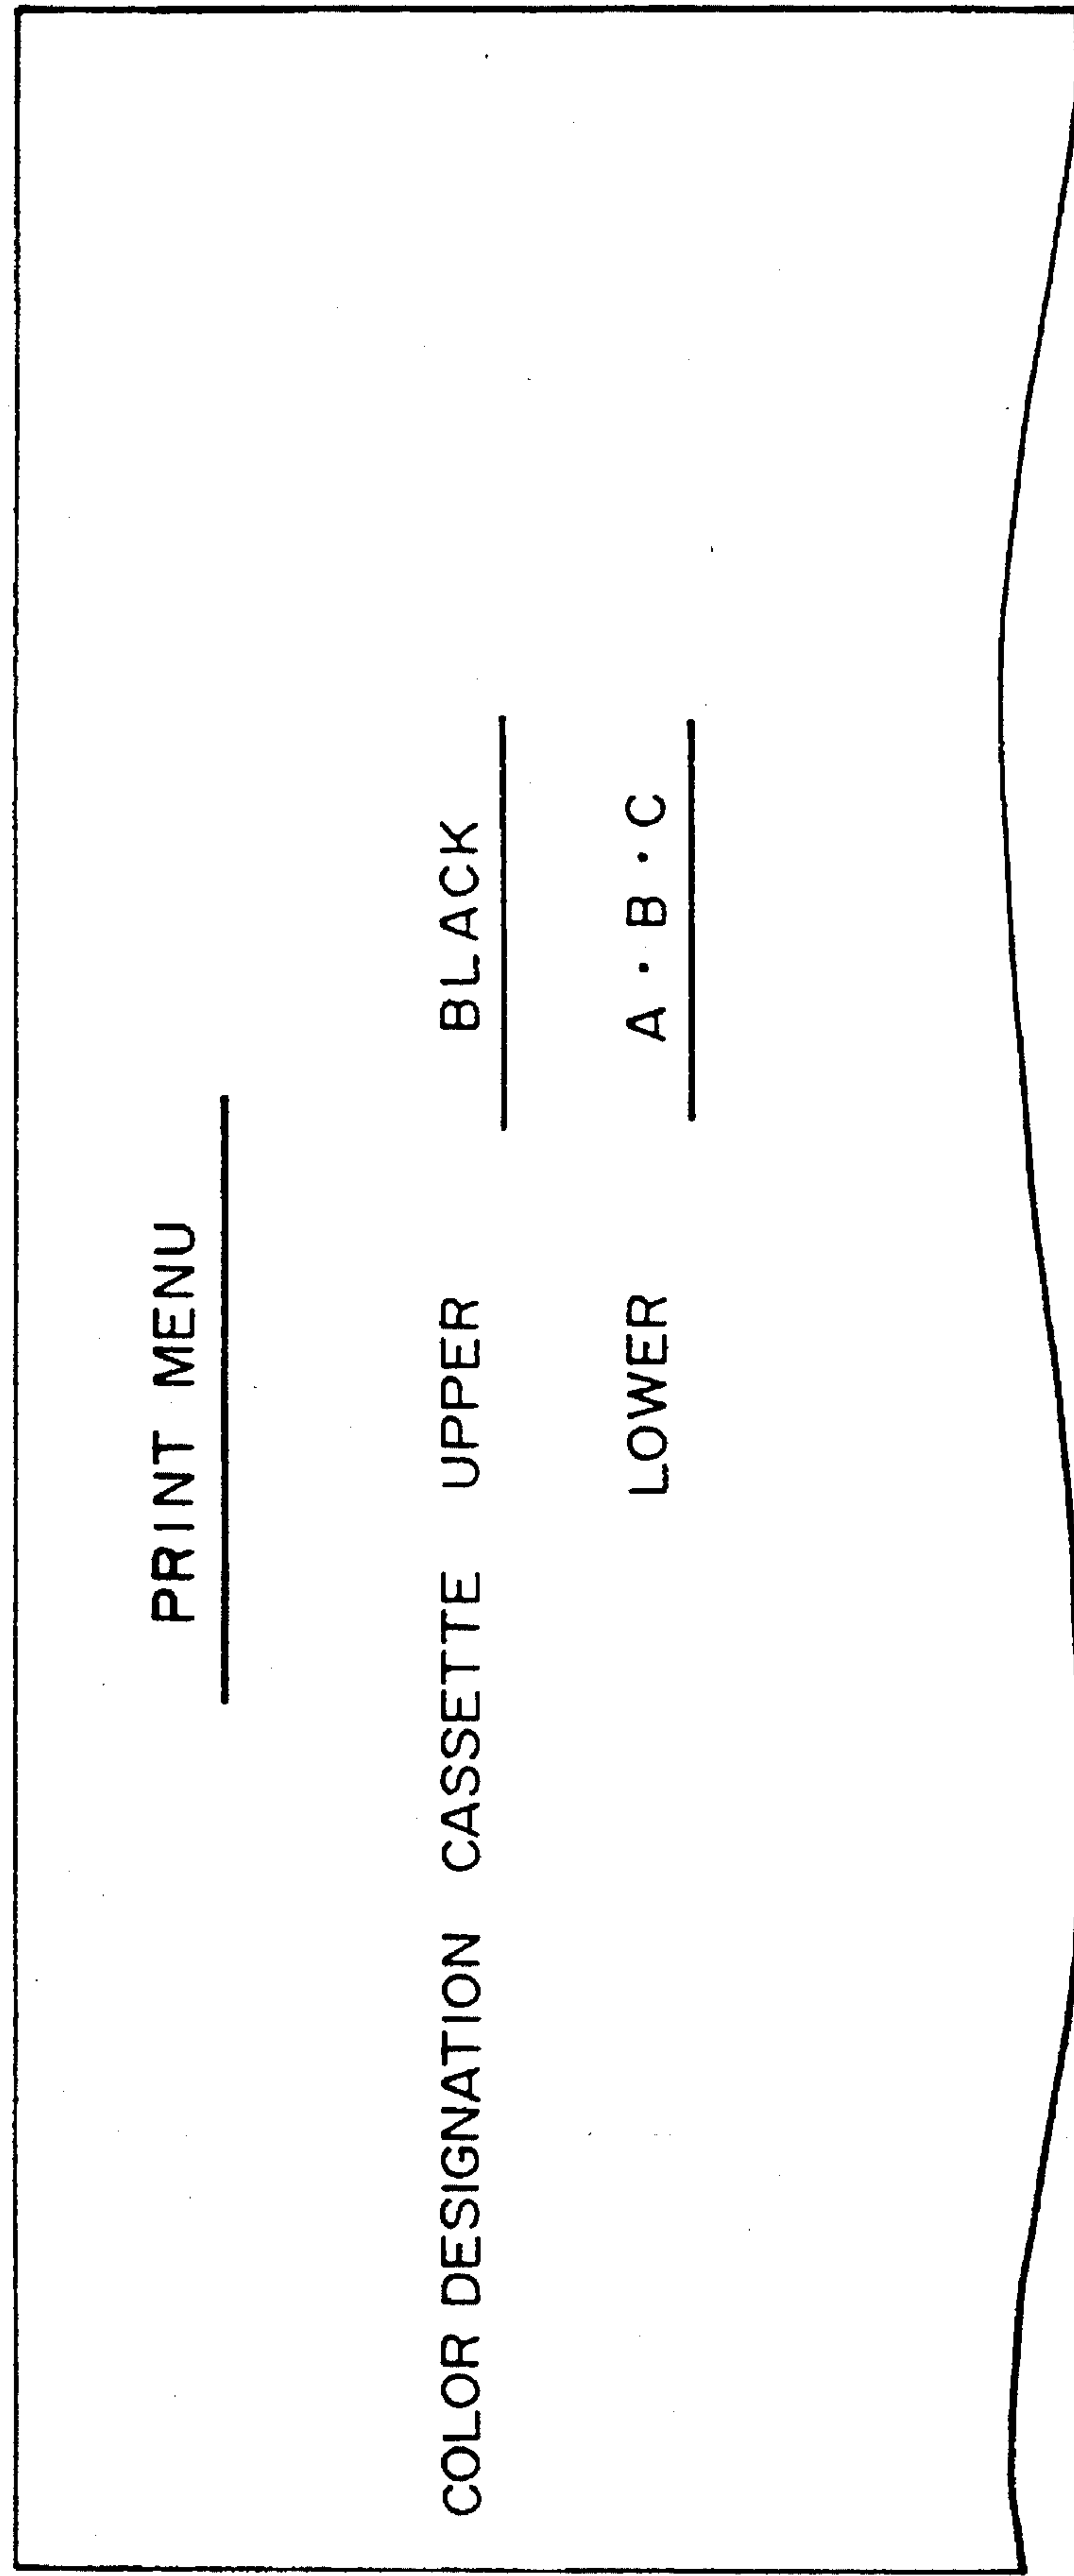 PRINT MENU
COLOR DESIGNATION CASSETTE UPPER BLACK
LOWER A · B · C